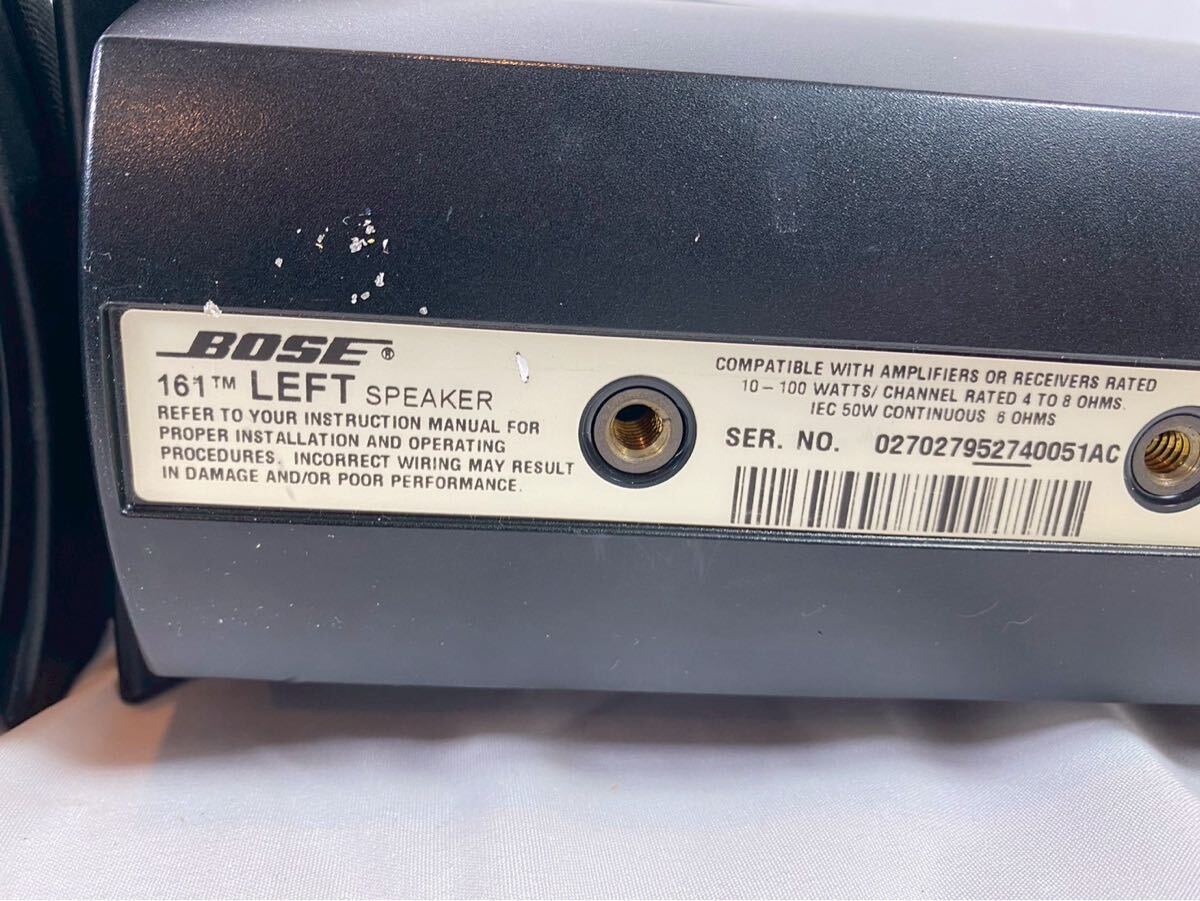 BOSE®
161™ LEFT SPEAKER
REFER TO YOUR INSTRUCTION MANUAL FOR
PROPER INSTALLATION AND OPERATING
PROCEDURES. INCORRECT WIRING MAY RESULT
IN DAMAGE AND/OR POOR PERFORMANCE.
COMPATIBLE WITH AMPLIFIERS OR RECEIVERS RATED
10 – 100 WATTS/ CHANNEL RATED 4 TO 8 OHMS.
IEC 50W CONTINUOUS 6 OHMS
SER. NO. 027027952740051AC